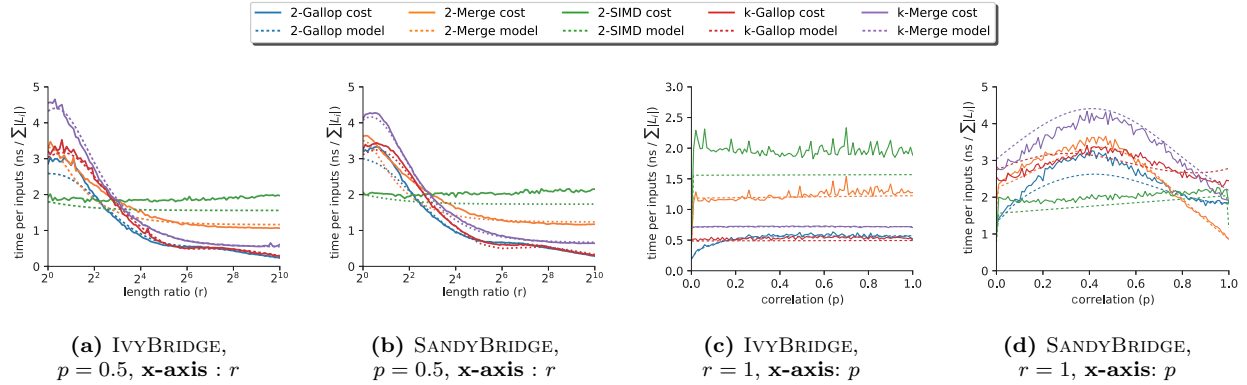 2-Gallop cost 2-Merge cost 2-SIMD cost k-Gallop cost k-Merge cost
2-Gallop model 2-Merge model 2-SIMD model k-Gallop model k-Merge model
time per inputs (ns / ∑|Lᵢ|)
5
4
3
2
1
0
2⁰ 2² 2⁴ 2⁶ 2⁸ 2¹⁰
length ratio (r)
time per inputs (ns / ∑|Lᵢ|)
5
4
3
2
1
0
2⁰ 2² 2⁴ 2⁶ 2⁸ 2¹⁰
length ratio (r)
time per inputs (ns / ∑|Lᵢ|)
3.0
2.5
2.0
1.5
1.0
0.5
0.0
0.0 0.2 0.4 0.6 0.8 1.0
correlation (p)
time per inputs (ns / ∑|Lᵢ|)
5
4
3
2
1
0
0.0 0.2 0.4 0.6 0.8 1.0
correlation (p)
(a) IVYBRIDGE,
p = 0.5, x-axis : r
(b) SANDYBRIDGE,
p = 0.5, x-axis : r
(c) IVYBRIDGE,
r = 1, x-axis: p
(d) SANDYBRIDGE,
r = 1, x-axis: p